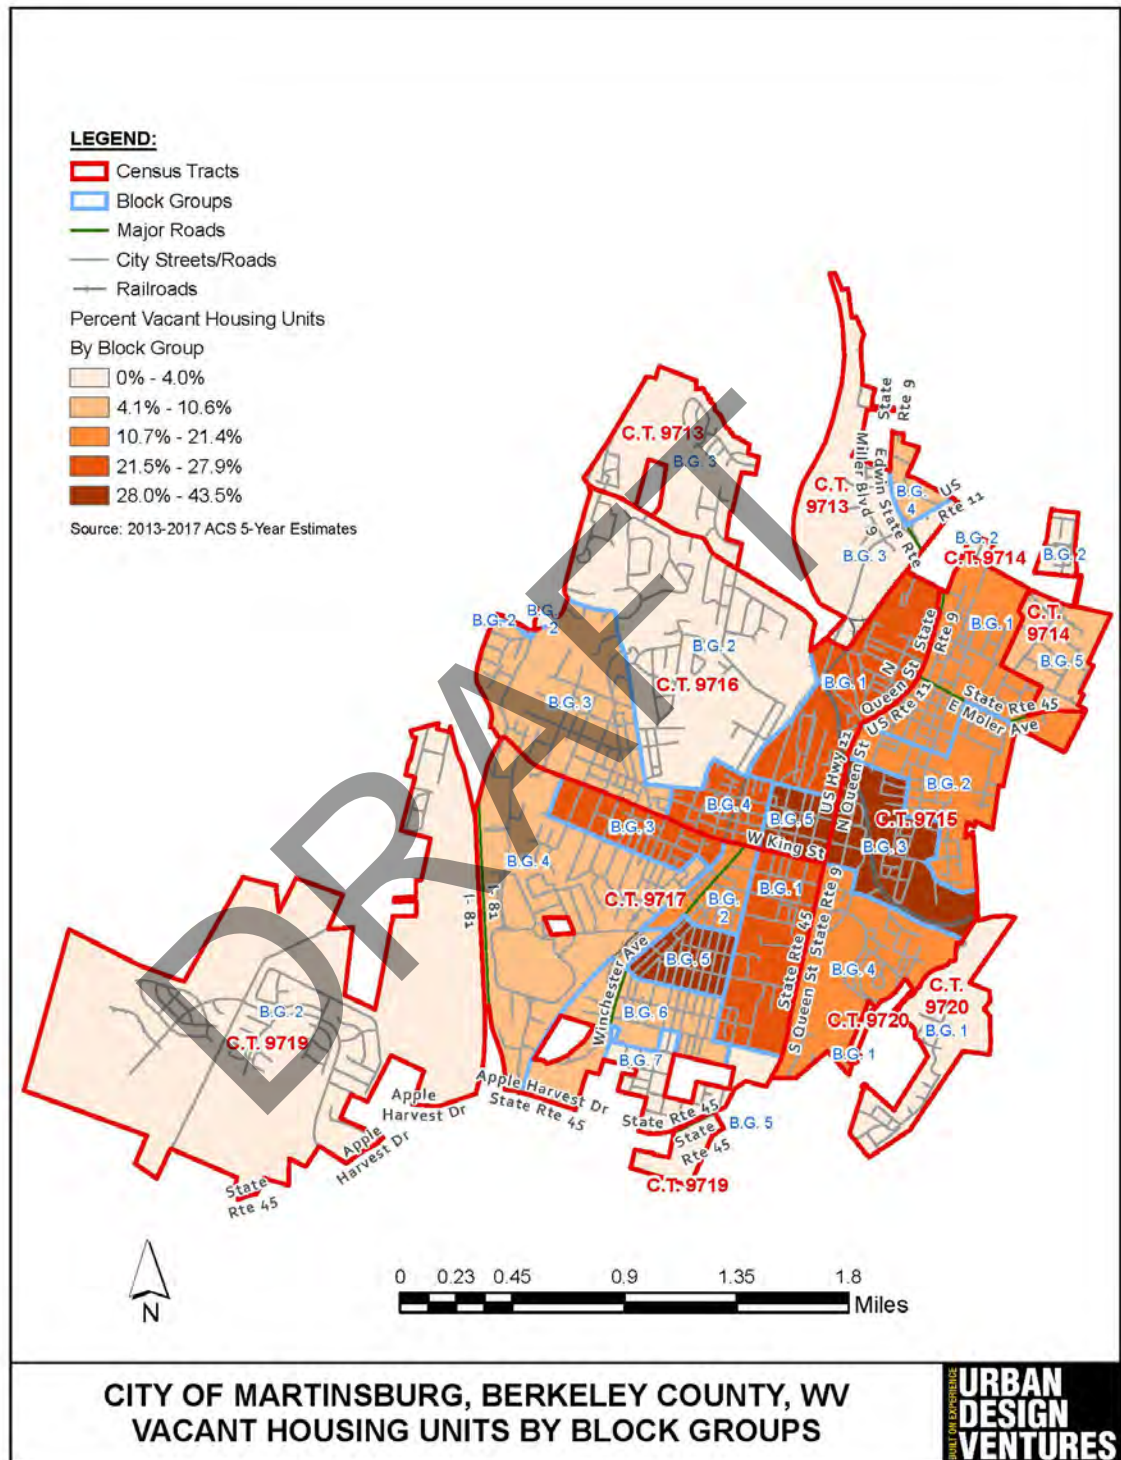 LEGEND:
Census Tracts
Block Groups
Major Roads
City Streets/Roads
Railroads
Percent Vacant Housing Units
By Block Group
0% - 4.0%
4.1% - 10.6%
10.7% - 21.4%
21.5% - 27.9%
28.0% - 43.5%
Source: 2013-2017 ACS 5-Year Estimates
DRAFT
State
Rte 9
C.T. 9713
B.G. 3
Miller Blvd 9
Edwin State Rte
B.G.
4
US
Rte 11
C.T.
9713
B.G. 3
B.G. 2
C.T. 9714
B.G. 2
B.G. 2
B.G.
2
B.G. 1
C.T.
9714
B.G. 5
B.G. 2
C.T. 9716
B.G. 1
N
Queen St State
Rte 9
US Rte 11
State Rte 45
E Moler Ave
B.G. 3
US Hwy 11
N Queen St
B.G. 2
B.G. 4
B.G. 5
C.T. 9715
B.G. 3
B.G. 3
W King St
B.G. 4
C.T. 9717
B.G.
2
B.G. 1
I- 81
I- 81
State Rte 45
S Queen St State Rte 9
Winchester Ave
B.G. 5
B.G. 4
C.T.
9720
B.G. 6
C.T. 9720
B.G. 1
B.G. 2
C.T. 9719
B.G. 7
B.G. 1
Apple
Harvest Dr
Apple Harvest Dr
State Rte 45
State Rte 45
B.G. 5
State
Rte 45
Apple
Harvest Dr
C.T. 9719
State
Rte 45
N
0 0.23 0.45 0.9 1.35 1.8
Miles
CITY OF MARTINSBURG, BERKELEY COUNTY, WV
VACANT HOUSING UNITS BY BLOCK GROUPS
BUILT ON EXPERIENCE
URBAN
DESIGN
VENTURES